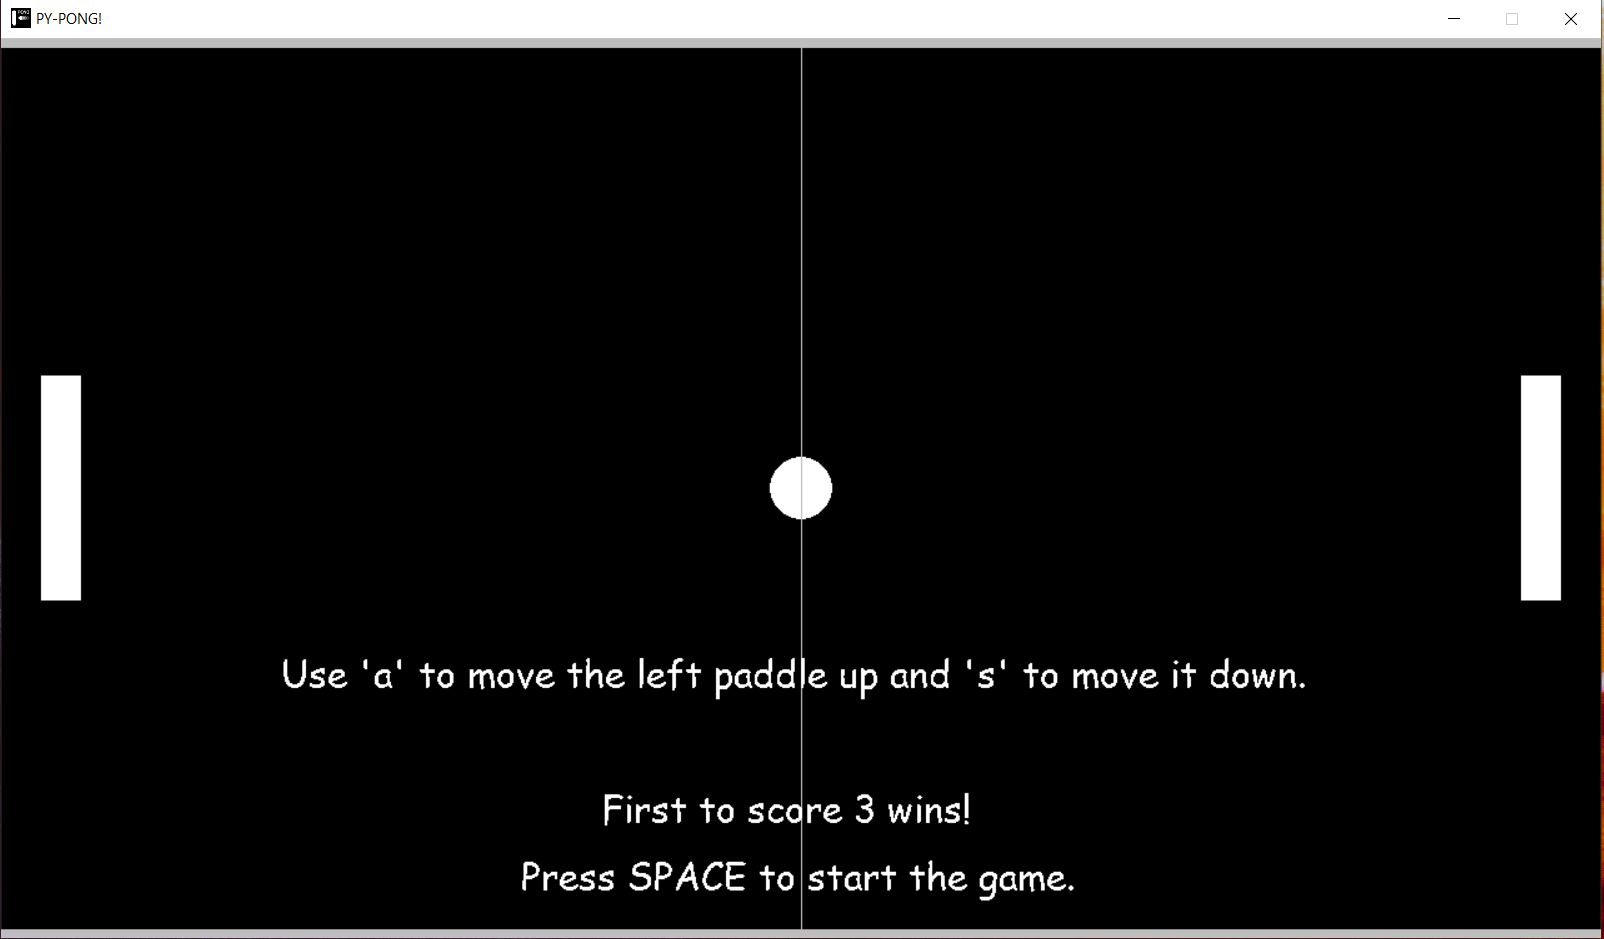 PY-PONG!
Use 'a' to move the left paddle up and 's' to move it down.
First to score 3 wins!
Press SPACE to start the game.